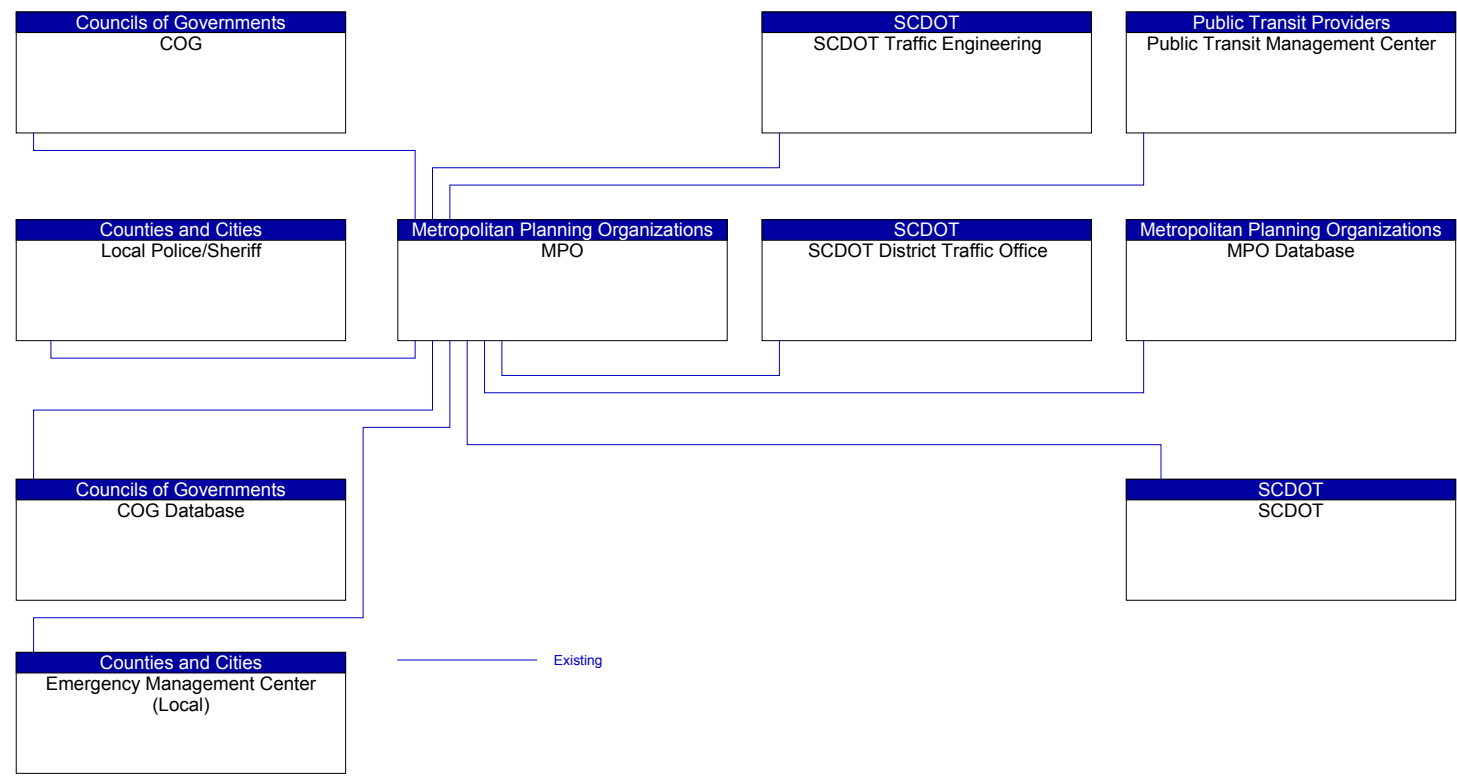 Councils of Governments
COG
SCDOT
SCDOT Traffic Engineering
Public Transit Providers
Public Transit Management Center
Counties and Cities
Local Police/Sheriff
Metropolitan Planning Organizations
MPO
SCDOT
SCDOT District Traffic Office
Metropolitan Planning Organizations
MPO Database
Councils of Governments
COG Database
SCDOT
SCDOT
Counties and Cities
Emergency Management Center
(Local)
Existing